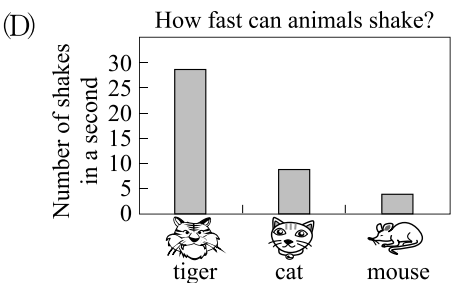 (D)
How fast can animals shake?
Number of shakes
in a second
30
25
20
15
10
5
0
tiger cat mouse